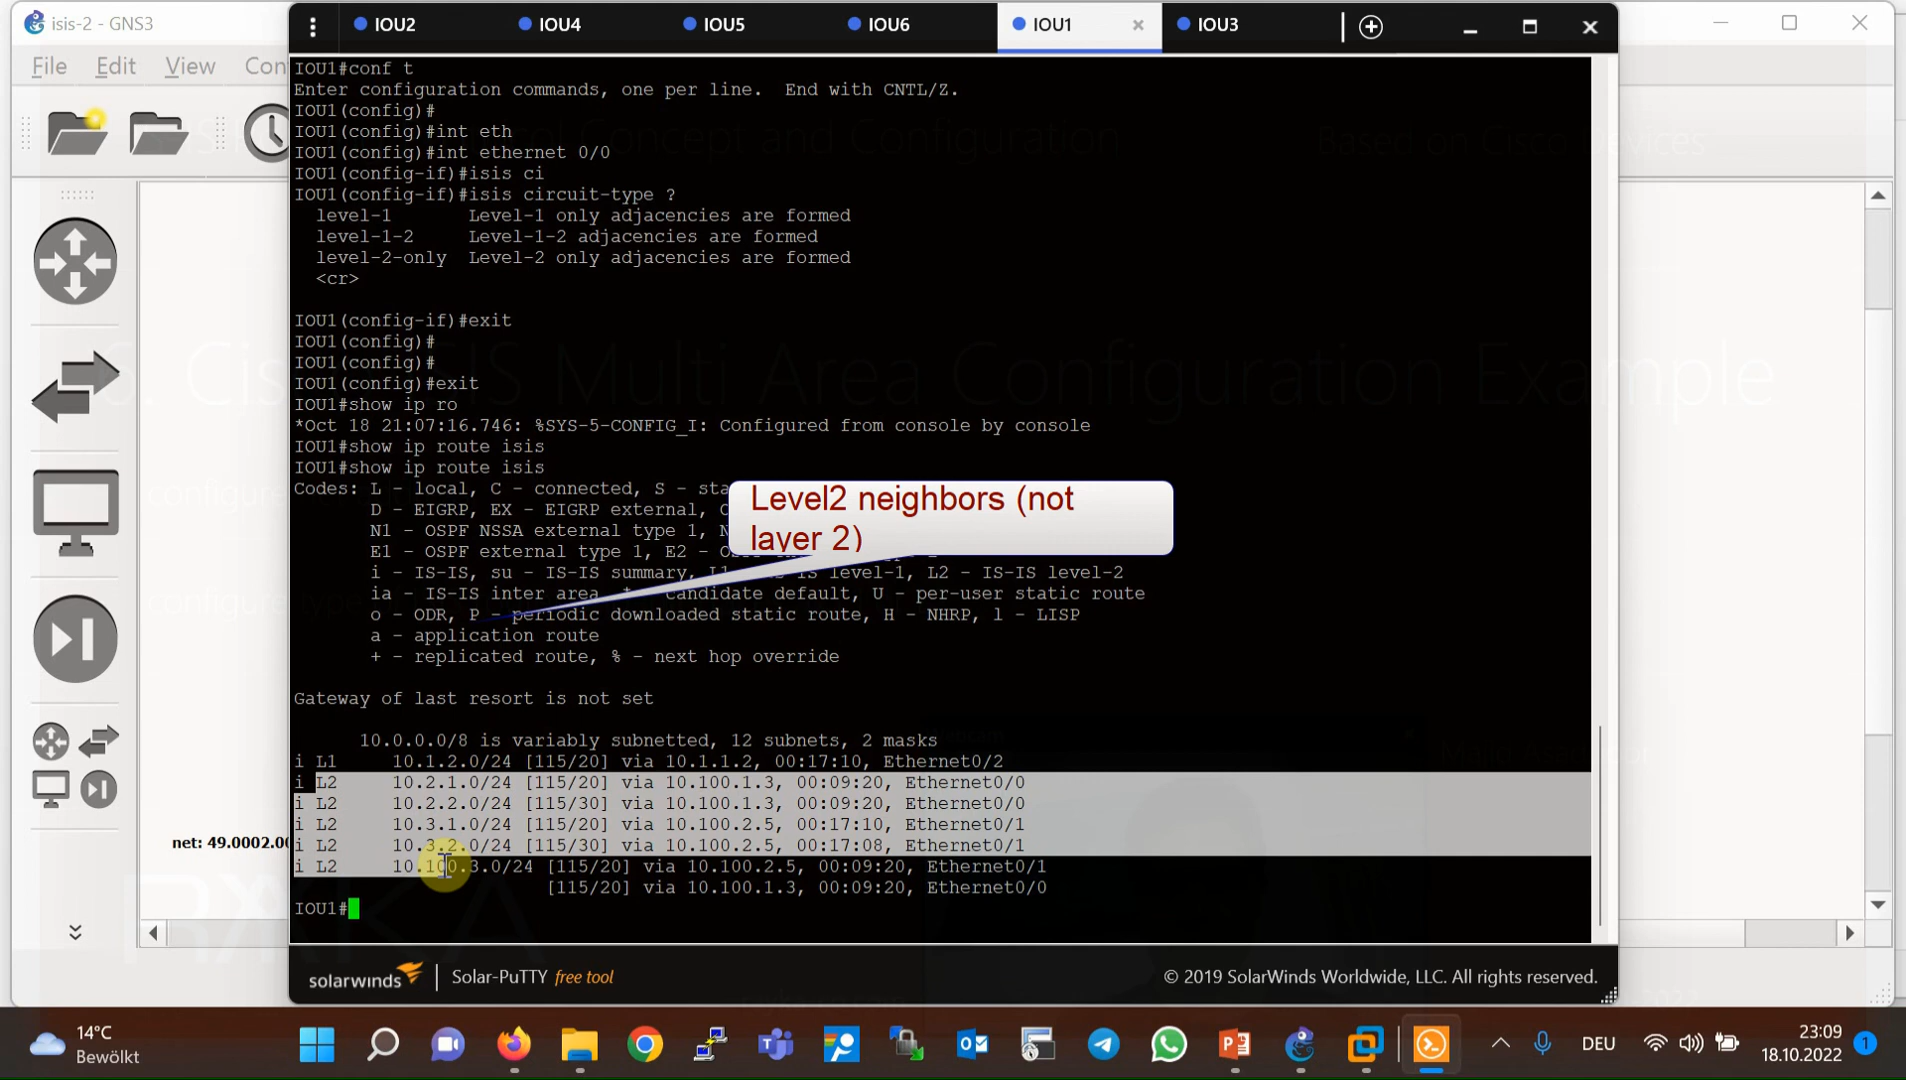 isis-2 - GNS3
IOU2
IOU4
IOU5
IOU6
IOU1
IOU3
File
Edit
View
Con
IOU1#conf t
Enter configuration commands, one per line.  End with CNTL/Z.
IOU1(config)#
IOU1(config)#int eth
IOU1(config)#int ethernet 0/0
IOU1(config-if)#isis ci
IOU1(config-if)#isis circuit-type ?
level-1       Level-1 only adjacencies are formed
level-1-2     Level-1-2 adjacencies are formed
level-2-only  Level-2 only adjacencies are formed
<cr>
IOU1(config-if)#exit
IOU1(config)#
IOU1(config)#
IOU1(config)#exit
IOU1#show ip ro
*Oct 18 21:07:16.746: %SYS-5-CONFIG_I: Configured from console by console
IOU1#show ip route isis
IOU1#show ip route isis
Codes: L - local, C - connected, S - sta
D - EIGRP, EX - EIGRP external,
N1 - OSPF NSSA external type 1,
E1 - OSPF external type 1, E2 -
i - IS-IS, su - IS-IS summary, L1 - IS-IS level-1, L2 - IS-IS level-2
ia - IS-IS inter area, candidate default, U - per-user static route
o - ODR, P - periodic downloaded static route, H - NHRP, l - LISP
a - application route
+ - replicated route, % - next hop override
Level2 neighbors (not
layer 2)
Gateway of last resort is not set
10.0.0.0/8 is variably subnetted, 12 subnets, 2 masks
i L1     10.1.2.0/24 [115/20] via 10.1.1.2, 00:17:10, Ethernet0/2
i L2     10.2.1.0/24 [115/20] via 10.100.1.3, 00:09:20, Ethernet0/0
i L2     10.2.2.0/24 [115/30] via 10.100.1.3, 00:09:20, Ethernet0/0
i L2     10.3.1.0/24 [115/20] via 10.100.2.5, 00:17:10, Ethernet0/1
i L2     10.3.2.0/24 [115/30] via 10.100.2.5, 00:17:08, Ethernet0/1
i L2     10.100.3.0/24 [115/20] via 10.100.2.5, 00:09:20, Ethernet0/1
[115/20] via 10.100.1.3, 00:09:20, Ethernet0/0
IOU1#
net: 49.0002.00
solarwinds
Solar-PuTTY free tool
© 2019 SolarWinds Worldwide, LLC. All rights reserved.
Concept and Configuration
Based on Cisco Devices
Multi Area Configuration Example
14°C
Bewölkt
DEU
23:09
18.10.2022
1